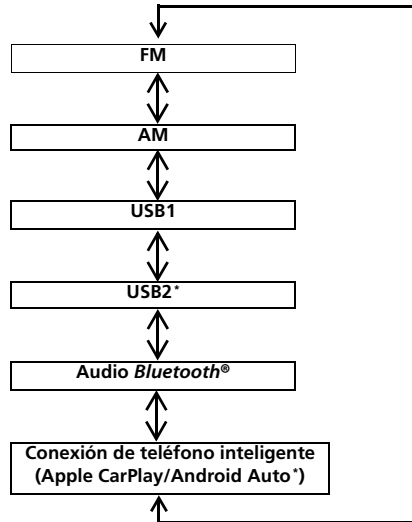 FM
AM
USB1
USB2*
Audio Bluetooth®
Conexión de teléfono inteligente
(Apple CarPlay/Android Auto*)